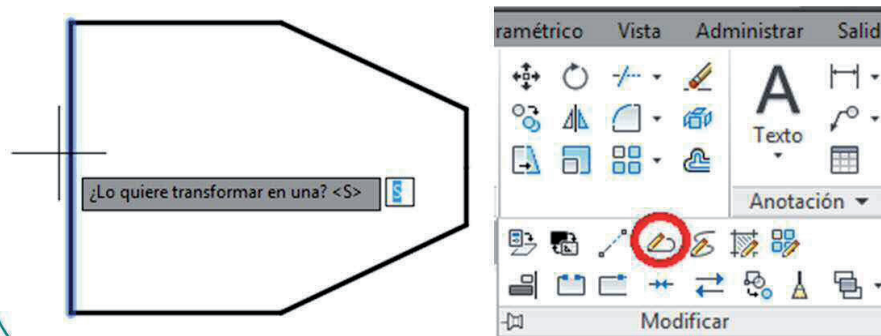 ¿Lo quiere transformar en una? <S>
S
ramétrico Vista Administrar Salid
A
Texto
Anotación
Modificar